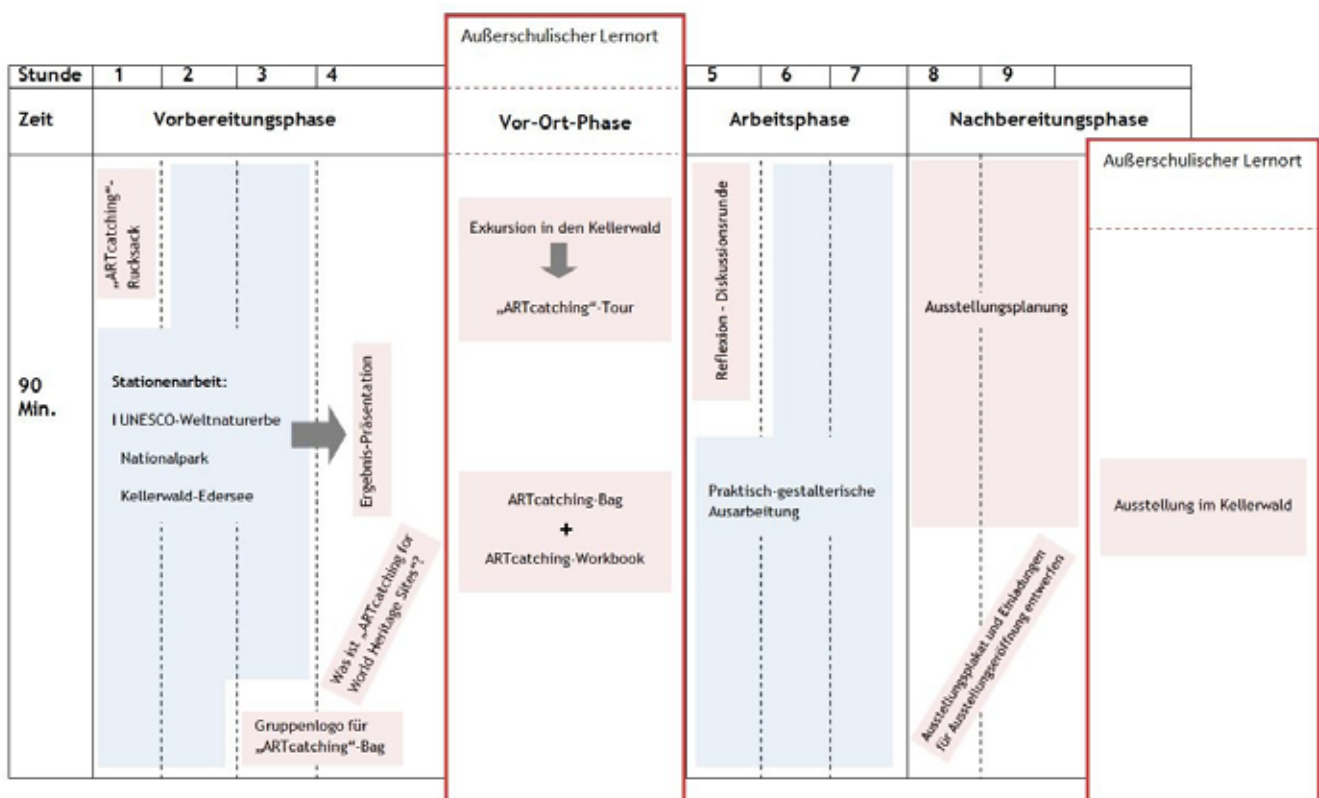 Außerschulischer Lernort
Stunde 1 2 3 4 5 6 7 8 9
Zeit Vorbereitungsphase Vor-Ort-Phase Arbeitsphase Nachbereitungsphase
Außerschulischer Lernort
90
Min.
„ARTcatching“-
Rucksack
Stationenarbeit:
I UNESCO-Weltnaturerbe
Nationalpark
Kellerwald-Edersee
Ergebnis-Präsentation
Was ist „ARTcatching for
World Heritage Sites“?
Gruppenlogo für
„ARTcatching“-Bag
Exkursion in den Kellerwald
„ARTcatching“-Tour
ARTcatching-Bag
+
ARTcatching-Workbook
Reflexion - Diskussionsrunde
Praktisch-gestalterische
Ausarbeitung
Ausstellungsplanung
Ausstellungsplakat und Einladungen
für Ausstellungseröffnung entwerfen
Ausstellung im Kellerwald